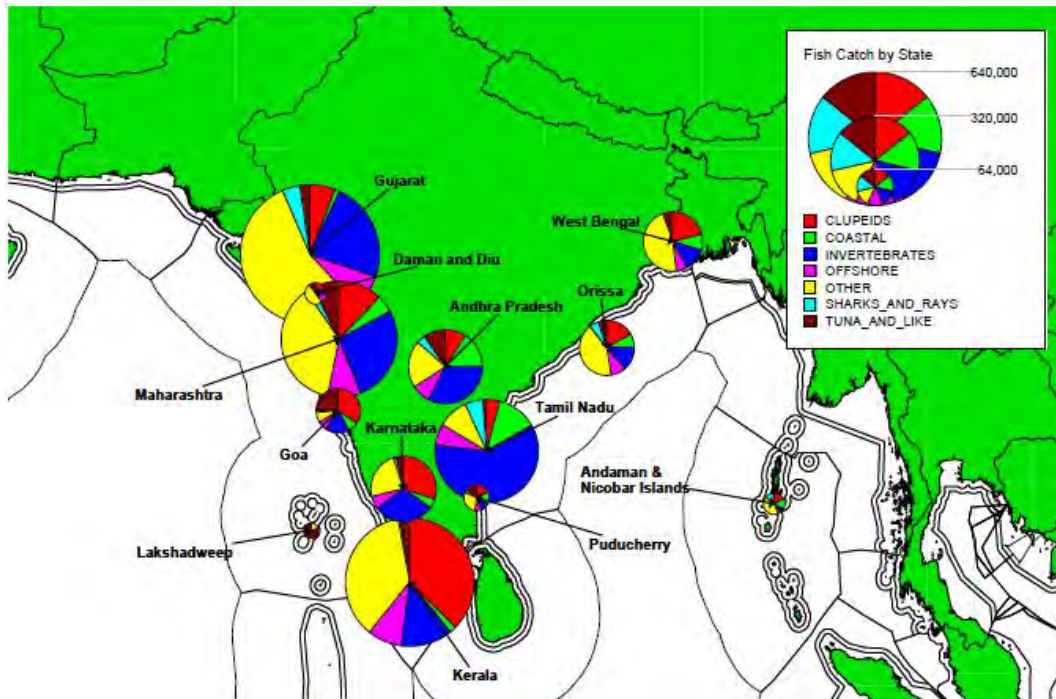 Fish Catch by State
640,000
320,000
64,000
CLUPEIDS
COASTAL
INVERTEBRATES
OFFSHORE
OTHER
SHARKS_AND_RAYS
TUNA_AND_LIKE
Gujarat
West Bengal
Daman and Diu
Orissa
Andhra Pradesh
Maharashtra
Tamil Nadu
Karnataka
Goa
Andaman &
Nicobar Islands
Lakshadweep
Puducherry
Kerala